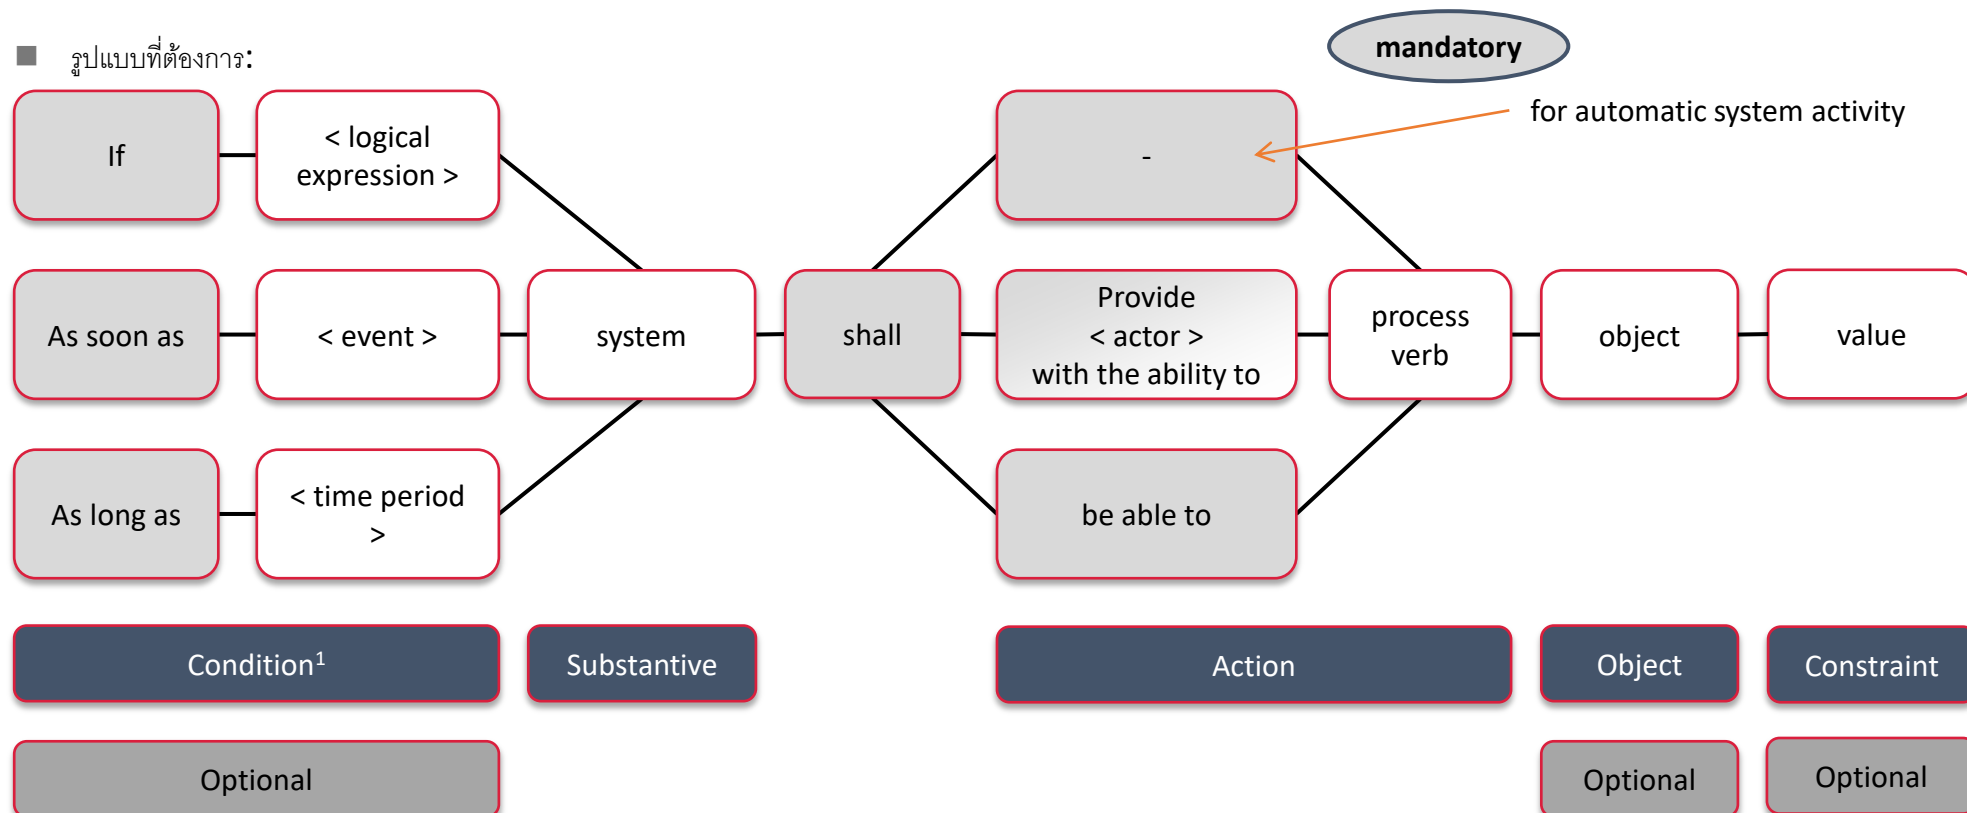 รูปแบบที่ต้องการ:
mandatory
for automatic system activity
If
< logical
expression >
-
As soon as
< event >
system
shall
Provide
< actor >
with the ability to
process
verb
object
value
As long as
< time period
>
be able to
Condition1
Substantive
Action
Object
Constraint
Optional
Optional
Optional